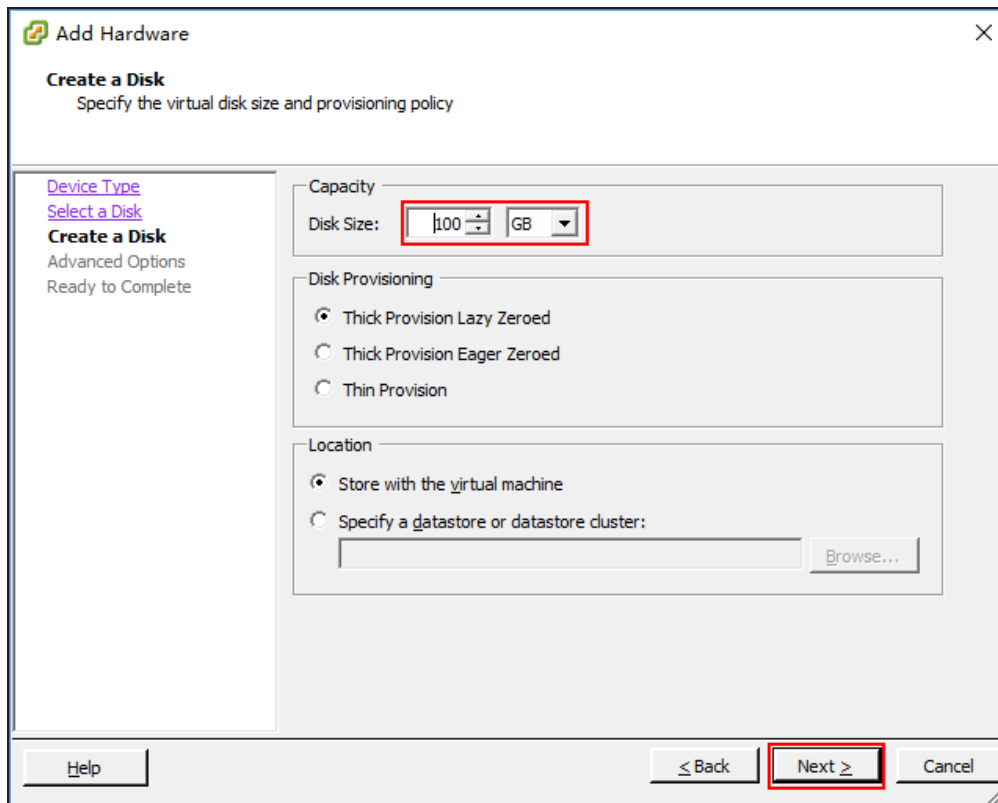 Add Hardware
Create a Disk
Specify the virtual disk size and provisioning policy
Device Type
Select a Disk
Create a Disk
Advanced Options
Ready to Complete
Capacity
Disk Size: 100 GB
Disk Provisioning
Thick Provision Lazy Zeroed
Thick Provision Eager Zeroed
Thin Provision
Location
Store with the virtual machine
Specify a datastore or datastore cluster:
Browse...
Help < Back Next > Cancel